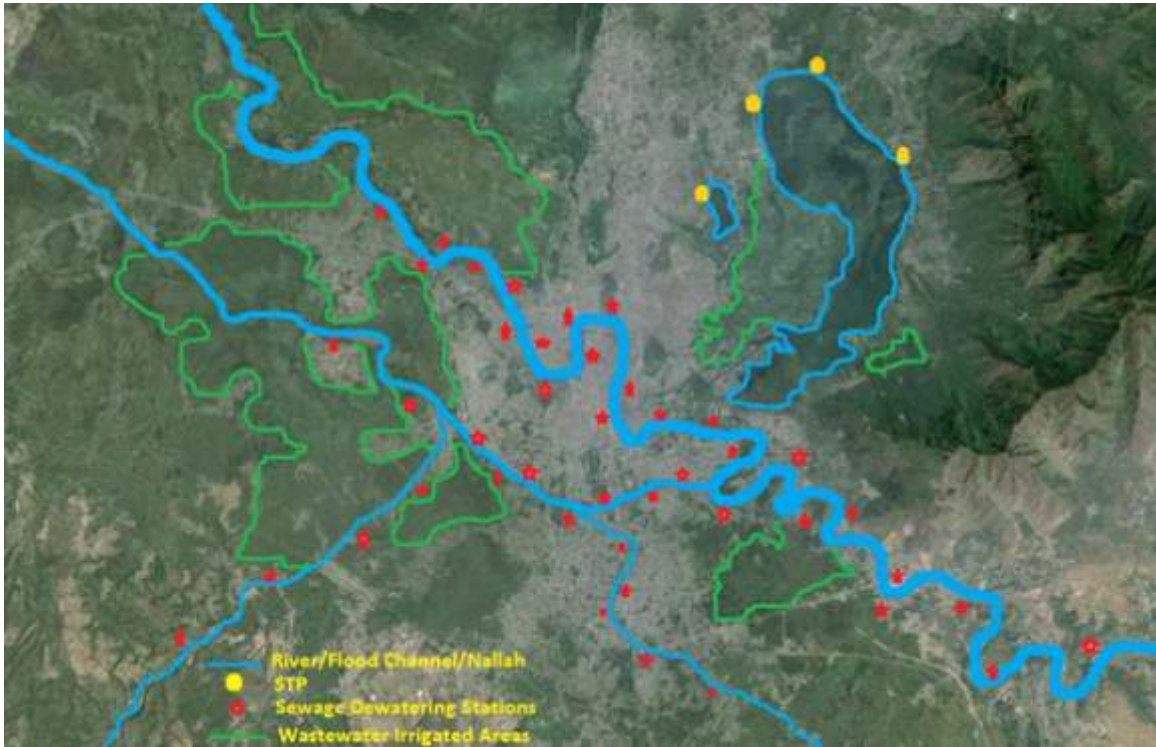 River/Flood Channel/Nallah
STP
Sewage Dewatering Stations
Wastewater Irrigated Areas